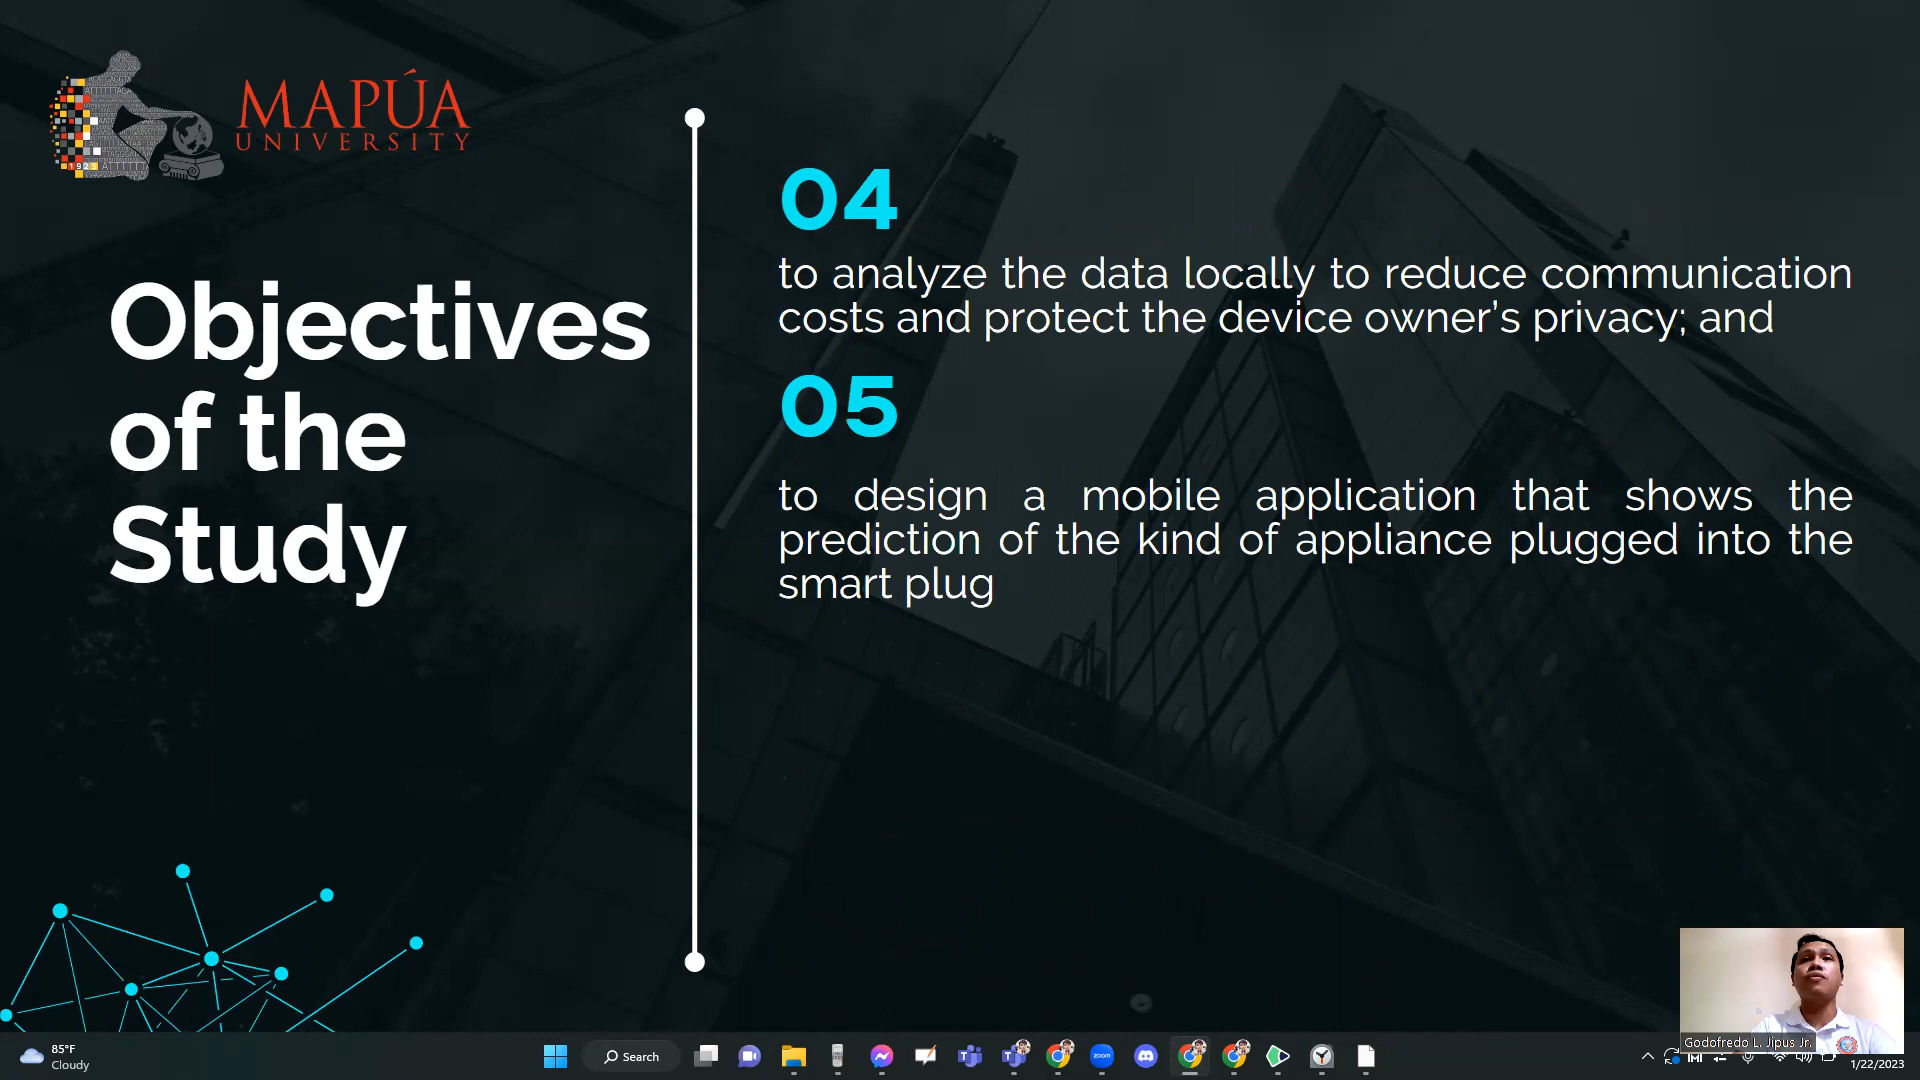 MAPÚA
UNIVERSITY
1925
Objectives
of the
Study
04
to analyze the data locally to reduce communication
costs and protect the device owner’s privacy; and
05
to design a mobile application that shows the
prediction of the kind of appliance plugged into the
smart plug
Godofredo L. Jipus Jr.
85°F
Cloudy
Search
zoom
1/22/2023